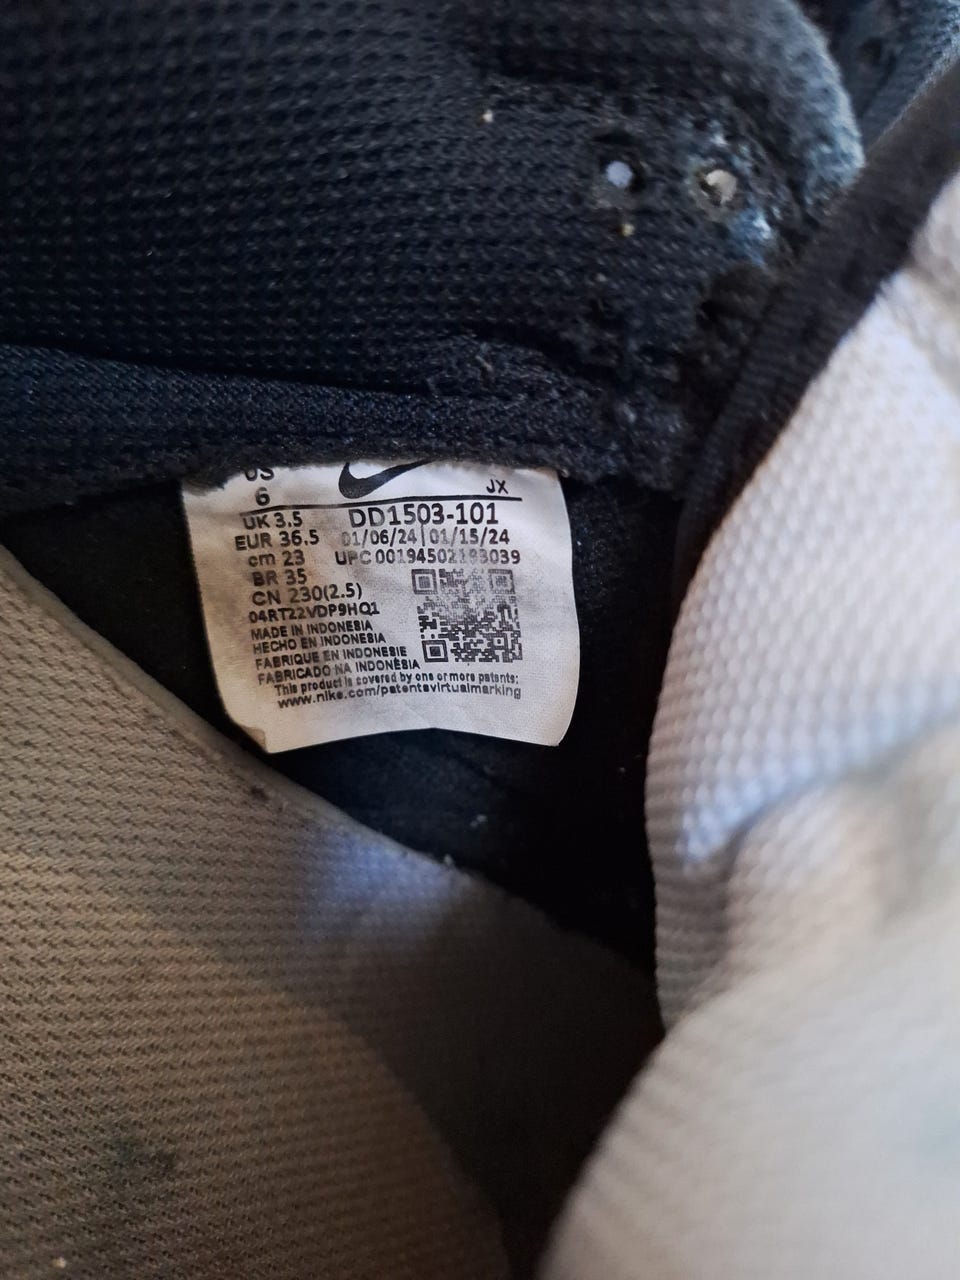 US
6
JX
UK 3.5 DD1503-101
EUR 36.5 01/06/24 01/15/24
cm 23 UPC 00194502193039
BR 35
CN 230(2.5)
04RT22VDP9HQ1
MADE IN INDONESIA
HECHO EN INDONESIA
FABRIQUE EN INDONESIE
FABRICADO NA INDONÉSIA
This product is covered by one or more patents:
www.nike.com/patentsvirtualmarking